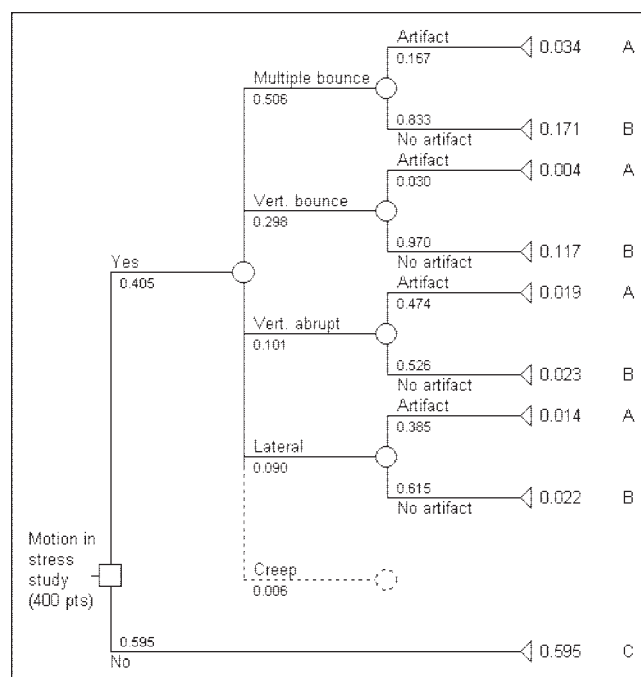 Artifact
0.167
0.034 A
Multiple bounce
0.506
0.833
No artifact
0.171 B
Artifact
0.030
0.004 A
Vert. bounce
0.298
0.970
No artifact
0.117 B
Yes
0.405
Artifact
0.474
0.019 A
Vert. abrupt
0.101
0.526
No artifact
0.023 B
Artifact
0.385
0.014 A
Lateral
0.090
0.615
No artifact
0.022 B
Motion in
stress
study
(400 pts)
Creep
0.006
0.595
No
0.595 C